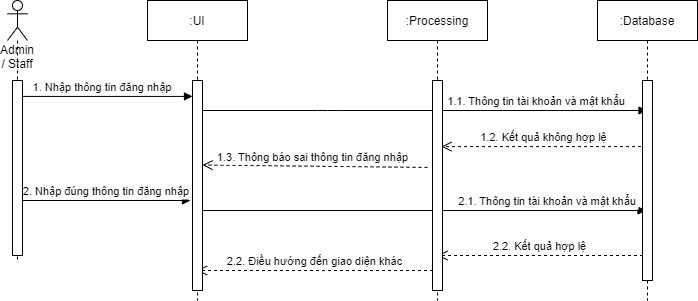 :UI
:Processing
:Database
Admin
/ Staff
1. Nhập thông tin đăng nhập
1.1. Thông tin tài khoản và mật khẩu
1.2. Kết quả không hợp lệ
1.3. Thông báo sai thông tin đăng nhập
2. Nhập đúng thông tin đăng nhập
2.1. Thông tin tài khoản và mật khẩu
2.2. Kết quả hợp lệ
2.2. Điều hướng đến giao diện khác